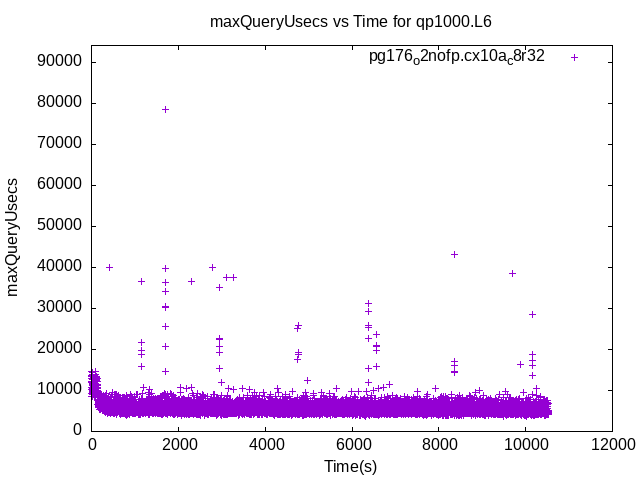 maxQueryUsecs vs Time for qp1000.L6
pg176o2nofp.cx10ac8r32
90000
80000
70000
60000
50000
40000
30000
20000
10000
0
maxQueryUsecs
0 2000 4000 6000 8000 10000 12000
Time(s)